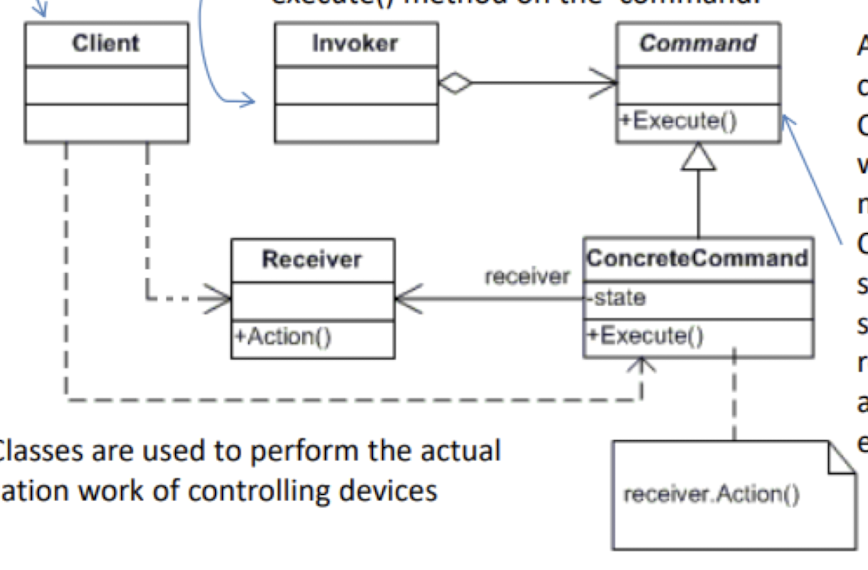 execute() method on the command.
Client
Invoker
Command
+Execute()
Receiver
+Action()
receiver
ConcreteCommand
-state
+Execute()
Classes are used to perform the actual
ation work of controlling devices
receiver.Action()